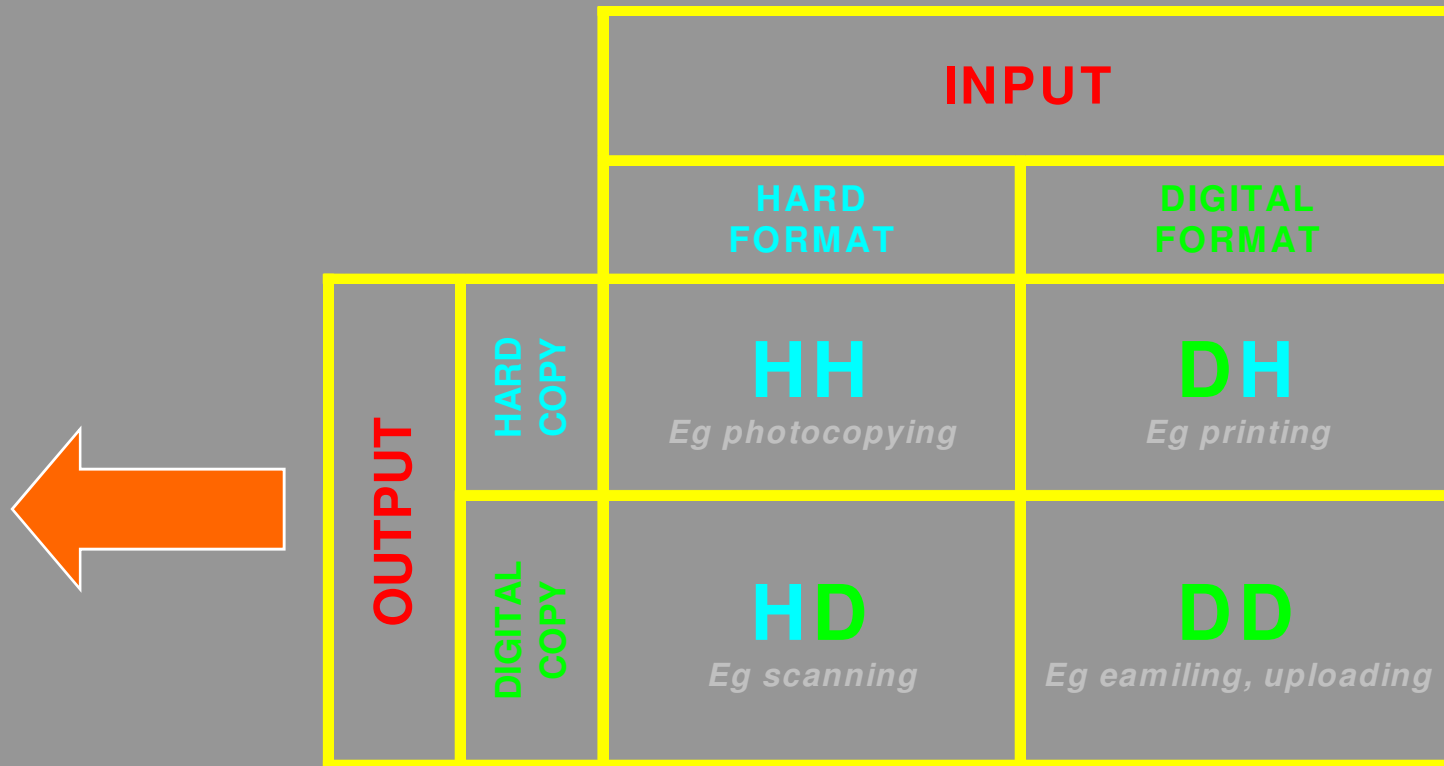 INPUT
HARD
FORMAT
DIGITAL
FORMAT
OUTPUT
HARD
COPY
HH
Eg photocopying
DH
Eg printing
DIGITAL
COPY
HD
Eg scanning
DD
Eg eamiling, uploading